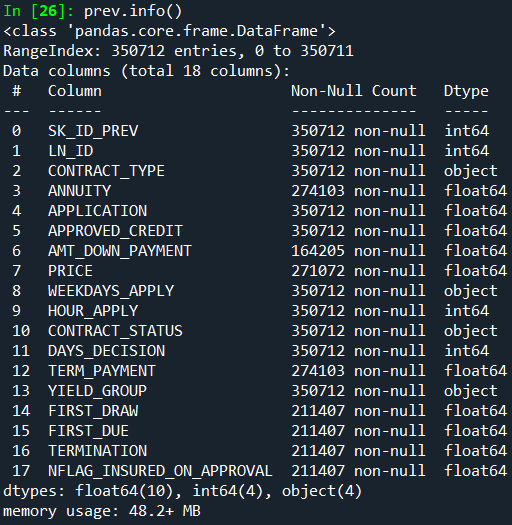 In [26]: prev.info()
<class 'pandas.core.frame.DataFrame'>
RangeIndex: 350712 entries, 0 to 350711
Data columns (total 18 columns):
 #   Column                     Non-Null Count   Dtype
---  ------                     --------------   -----
 0   SK_ID_PREV                 350712 non-null  int64
 1   LN_ID                      350712 non-null  int64
 2   CONTRACT_TYPE              350712 non-null  object
 3   ANNUITY                    274103 non-null  float64
 4   APPLICATION                350712 non-null  float64
 5   APPROVED_CREDIT            350712 non-null  float64
 6   AMT_DOWN_PAYMENT           164205 non-null  float64
 7   PRICE                      271072 non-null  float64
 8   WEEKDAYS_APPLY             350712 non-null  object
 9   HOUR_APPLY                 350712 non-null  int64
 10  CONTRACT_STATUS            350712 non-null  object
 11  DAYS_DECISION              350712 non-null  int64
 12  TERM_PAYMENT               274103 non-null  float64
 13  YIELD_GROUP                350712 non-null  object
 14  FIRST_DRAW                 211407 non-null  float64
 15  FIRST_DUE                  211407 non-null  float64
 16  TERMINATION                211407 non-null  float64
 17  NFLAG_INSURED_ON_APPROVAL  211407 non-null  float64
dtypes: float64(10), int64(4), object(4)
memory usage: 48.2+ MB